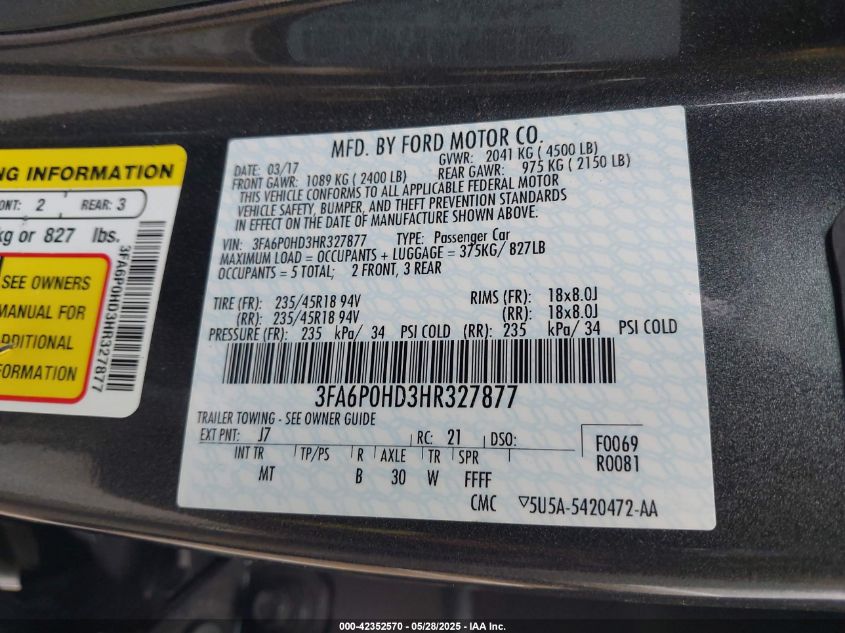 MFD. BY FORD MOTOR CO.
DATE: 03/17 GVWR: 2041 KG ( 4500 LB)
FRONT GAWR: 1089 KG ( 2400 LB) REAR GAWR: 975 KG ( 2150 LB)
THIS VEHICLE CONFORMS TO ALL APPLICABLE FEDERAL MOTOR
VEHICLE SAFETY, BUMPER, AND THEFT PREVENTION STANDARDS
IN EFFECT ON THE DATE OF MANUFACTURE SHOWN ABOVE.
VIN: 3FA6P0HD3HR327877 TYPE: Passenger Car
MAXIMUM LOAD = OCCUPANTS + LUGGAGE = 375KG/ 827LB
OCCUPANTS = 5 TOTAL; 2 FRONT, 3 REAR
TIRE (FR): 235/45R18 94V RIMS (FR): 18x8.0J
(RR): 235/45R18 94V (RR): 18x8.0J
PRESSURE (FR): 235 kPa/ 34 PSI COLD (RR): 235 kPa/ 34 PSI COLD
3FA6P0HD3HR327877
TRAILER TOWING - SEE OWNER GUIDE
EXT PNT: J7 RC: 21 DSO: F0069
INT TR TP/PS R AXLE TR SPR R0081
MT B 30 W FFFF
CMC ▽5U5A-5420472-AA
NG INFORMATION
ONT: 2 REAR: 3
kg or 827 lbs.
SEE OWNERS
MANUAL FOR
DDITIONAL
FORMATION
3FA6P0HD3HR327877
000-42352570 — 05/28/2025 — IAA Inc.